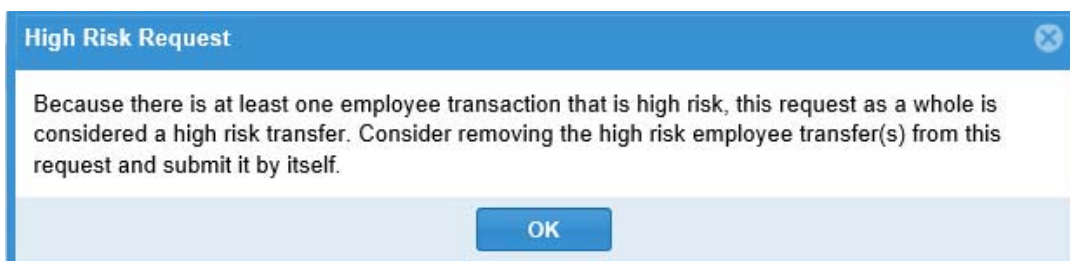 High Risk Request
Because there is at least one employee transaction that is high risk, this request as a whole is
considered a high risk transfer. Consider removing the high risk employee transfer(s) from this
request and submit it by itself.
OK